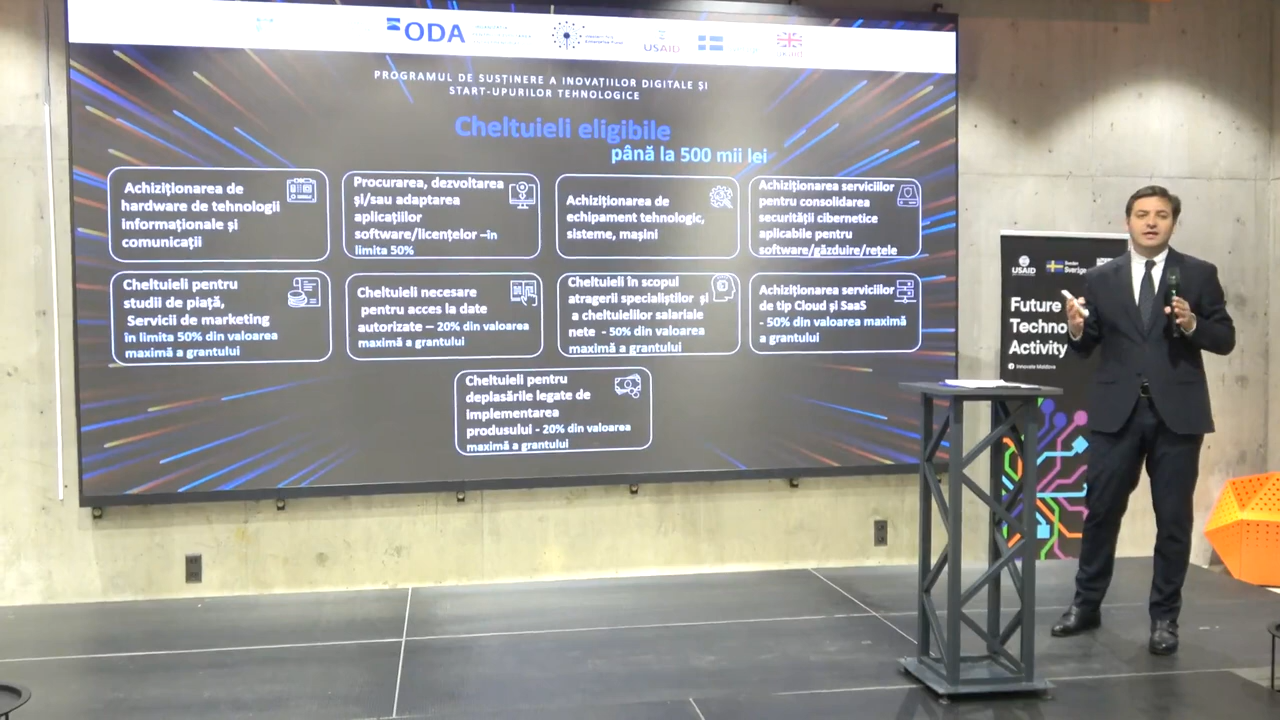 ODA
USAID
ukaid
PROGRAMUL DE SUSȚINERE A INOVAȚIILOR DIGITALE ȘI
START-UPURILOR TEHNOLOGICE
Cheltuieli eligibile
până la 500 mii lei
Achiziționarea de
hardware de tehnologii
informaționale și
comunicații
Procurarea, dezvoltarea
și/sau adaptarea
aplicațiilor
software/licențelor –în
limita 50%
Achiziționarea de
echipament tehnologic,
sisteme, mașini
Achiziționarea serviciilor
pentru consolidarea
securității cibernetice
aplicabile pentru
software/găzduire/rețele
Cheltuieli pentru
studii de piață,
Servicii de marketing
în limita 50% din valoarea
maximă a grantului
Cheltuieli necesare
pentru acces la date
autorizate – 20% din valoarea
maximă a grantului
Cheltuieli în scopul
atragerii specialiștilor și
a cheltuielilor salariale
nete - 50% din valoarea
maximă a grantului
Achiziționarea serviciilor
de tip Cloud și SaaS
- 50% din valoarea maximă
a grantului
Cheltuieli pentru
deplasările legate de
implementarea
produsului - 20% din valoarea
maximă a grantului
USAID
Sweden
Sverige
Future
Techno
Activity
Innovate Moldova